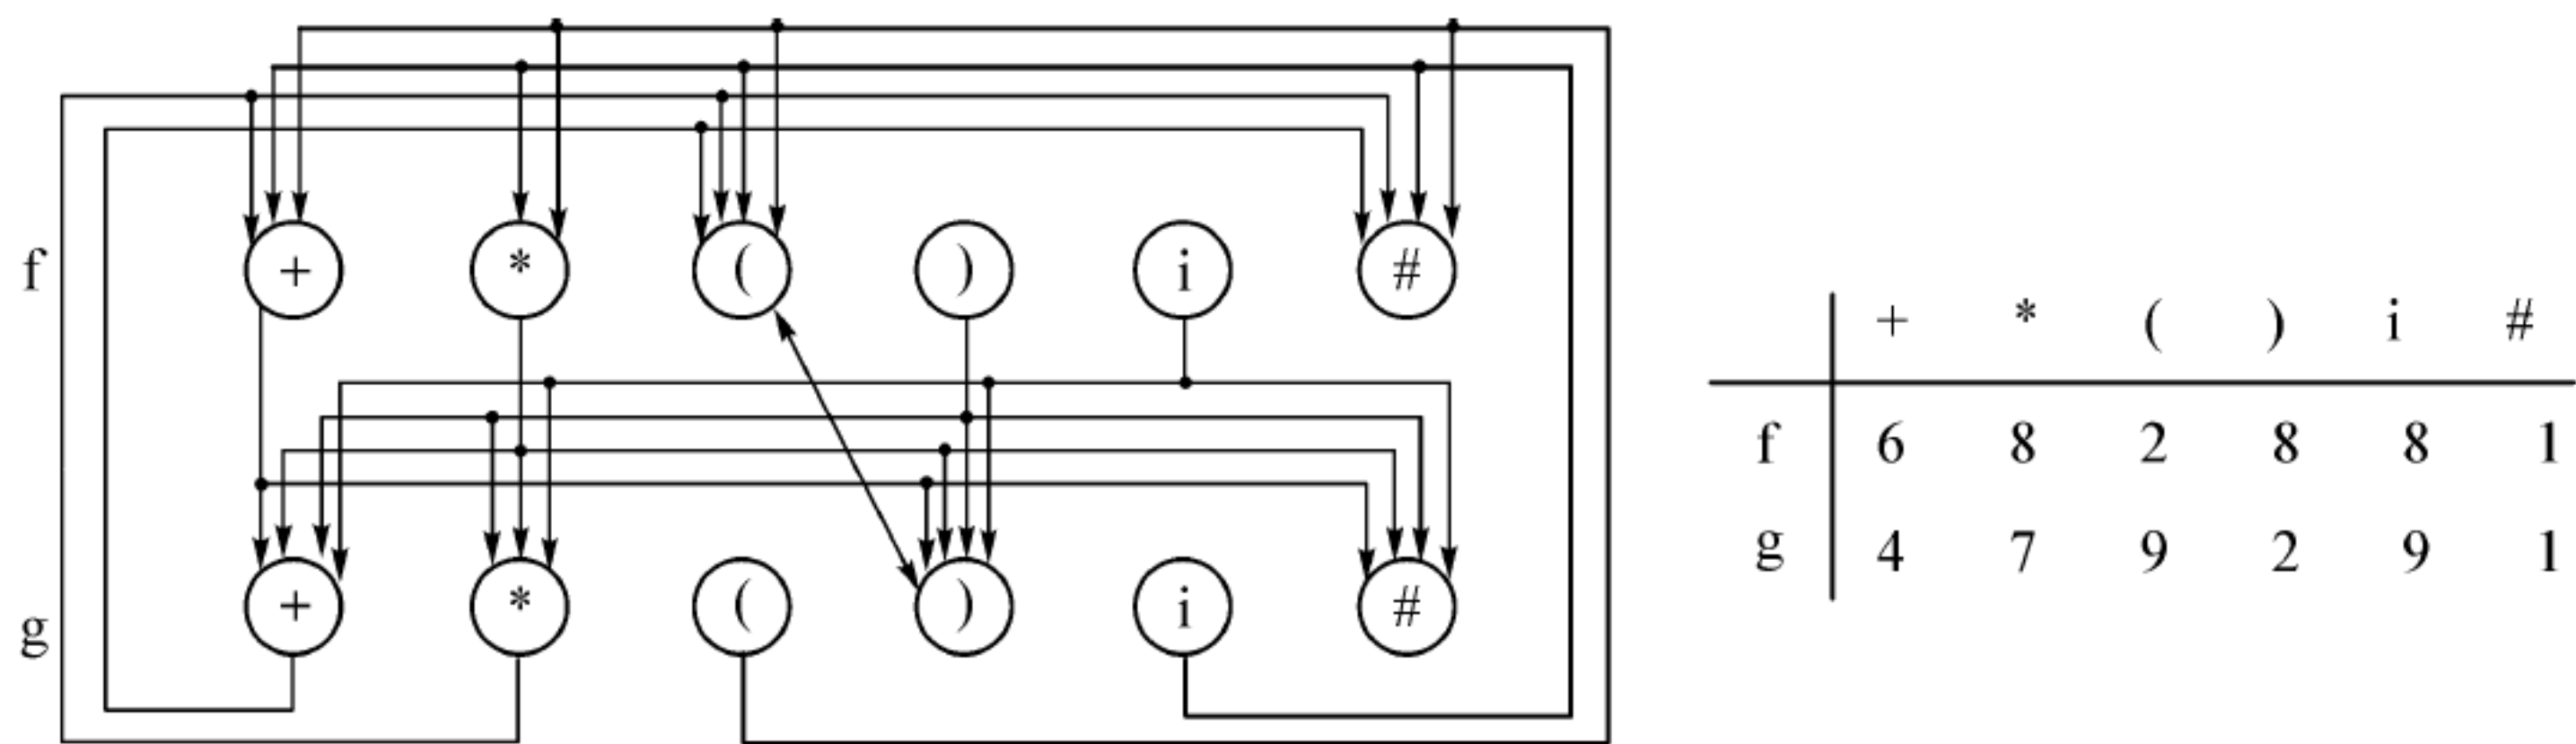 f + * ( ) i #
g + * ( ) i #
+ * ( ) i #
f 6 8 2 8 8 1
g 4 7 9 2 9 1